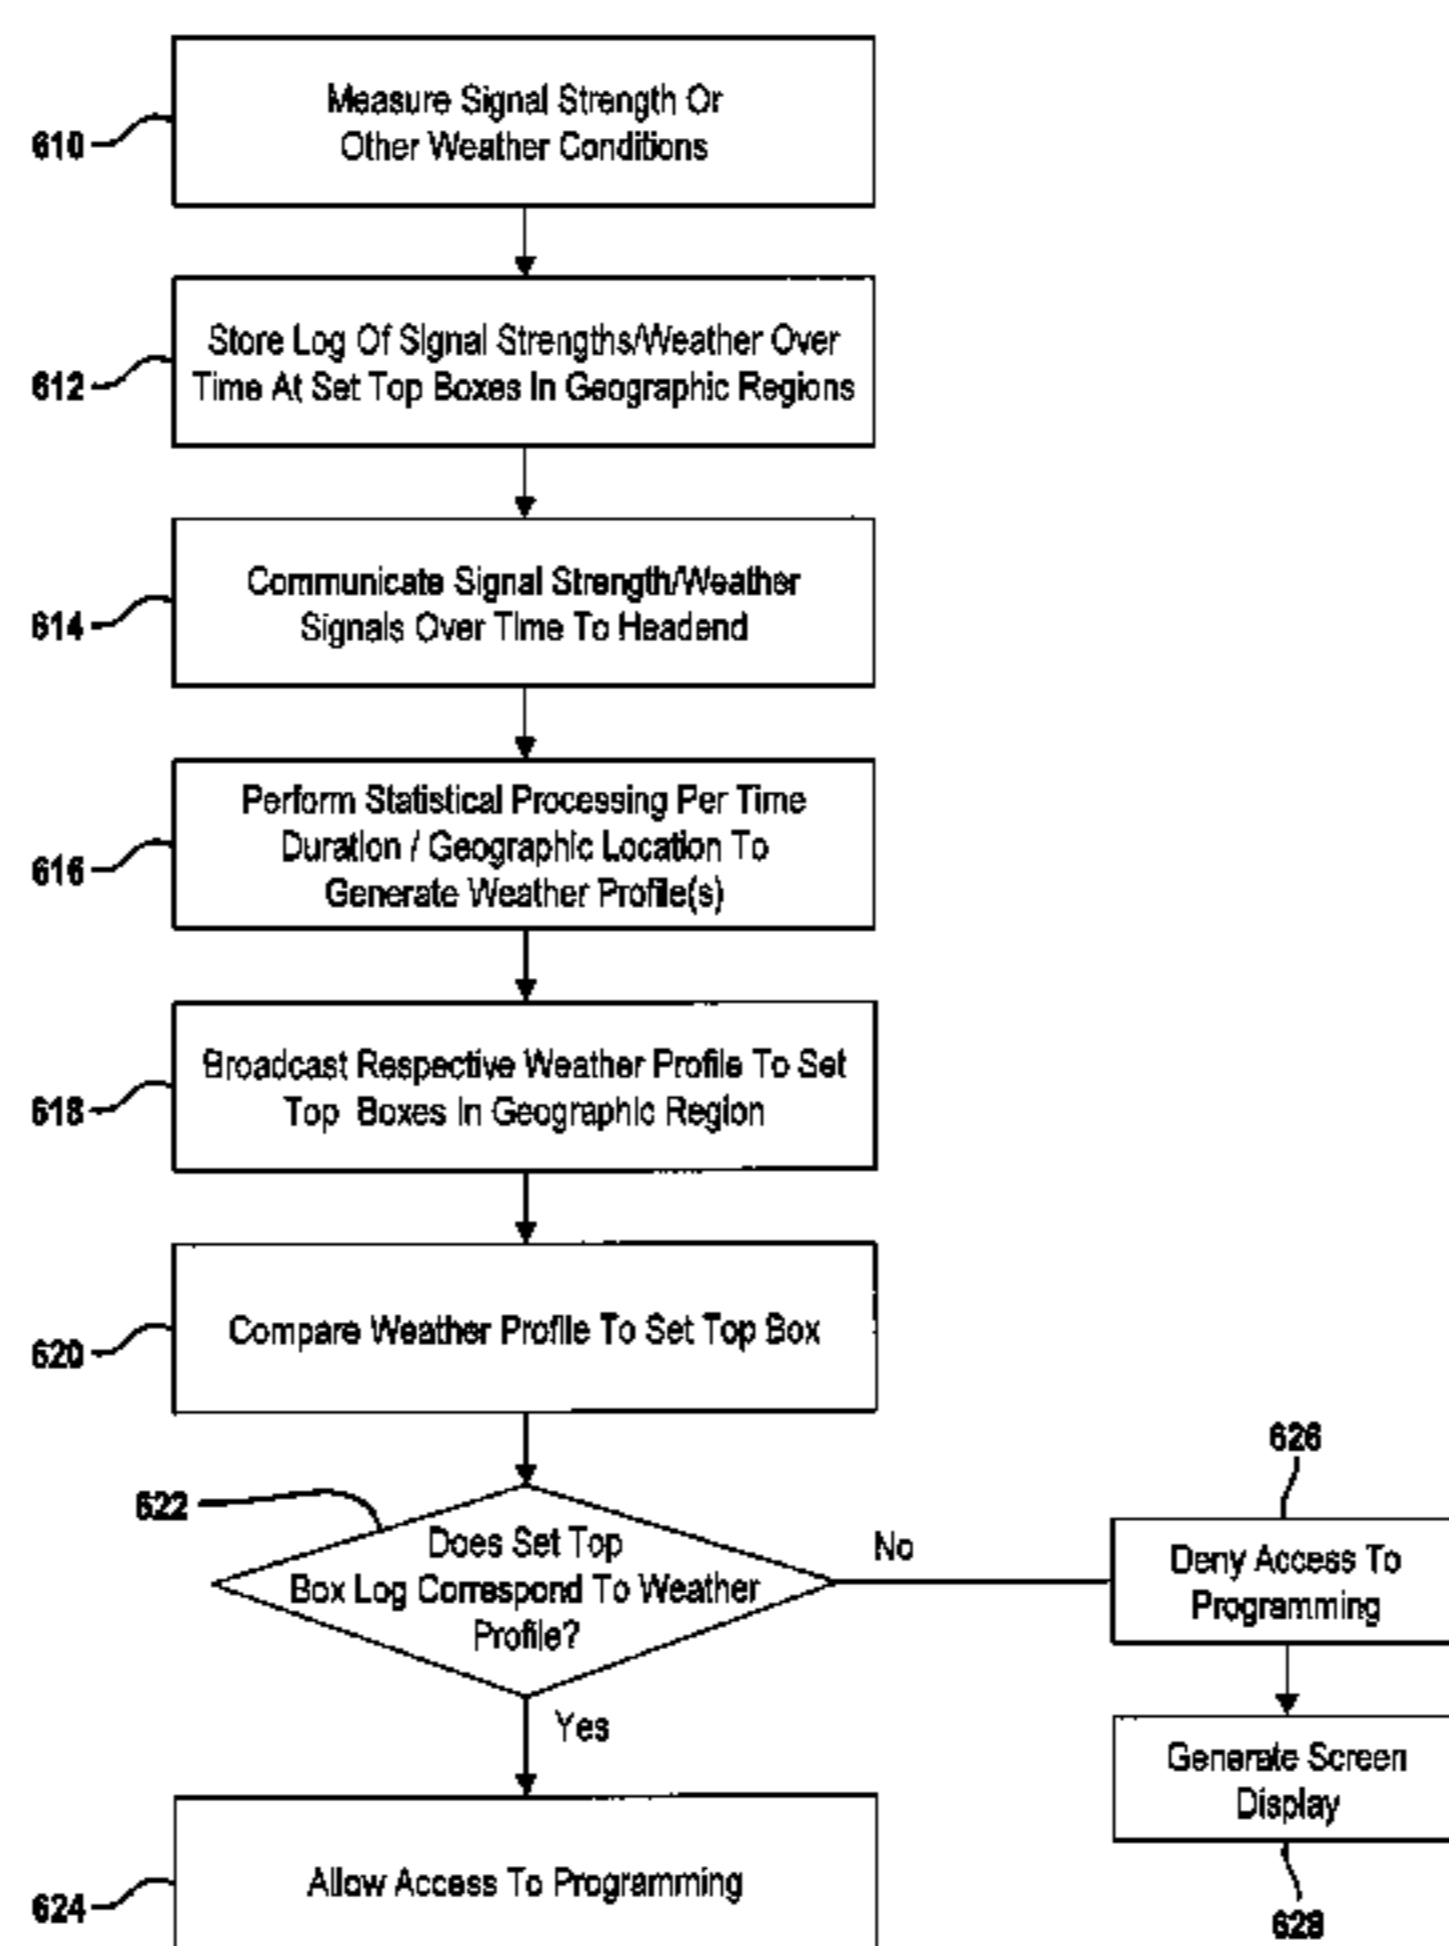 Measure Signal Strength Or
Other Weather Conditions
610
Store Log Of Signal Strengths/Weather Over
Time At Set Top Boxes In Geographic Regions
612
Communicate Signal Strength/Weather
Signals Over Time To Headend
614
Perform Statistical Processing Per Time
Duration / Geographic Location To
Generate Weather Profile(s)
616
Broadcast Respective Weather Profile To Set
Top Boxes In Geographic Region
618
Compare Weather Profile To Set Top Box
620
622
Does Set Top
Box Log Correspond To Weather
Profile?
No
626
Deny Access To
Programming
Yes
Generate Screen
Display
628
Allow Access To Programming
624